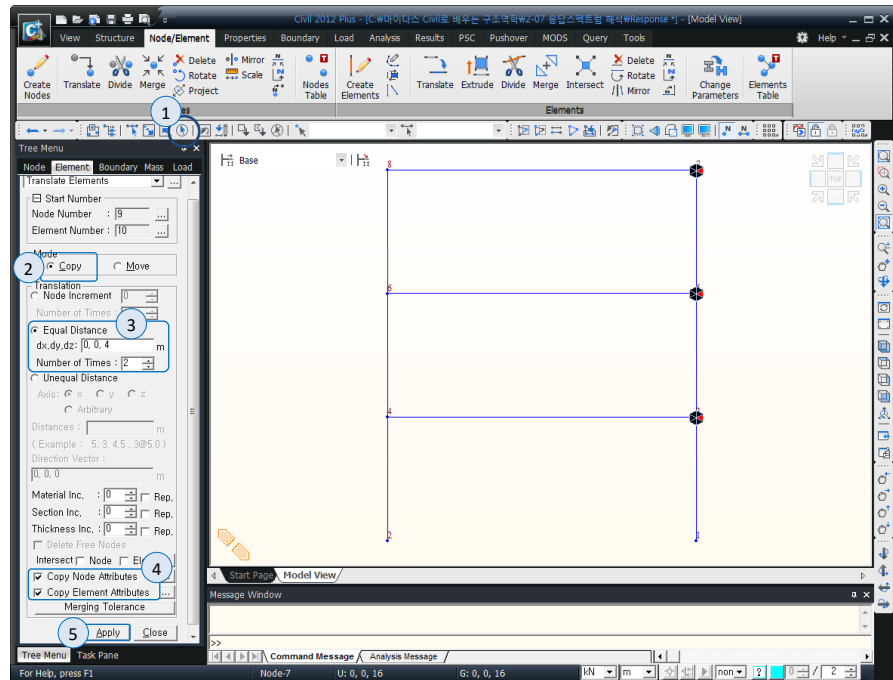 Civil 2012 Plus - [C:₩마이다스 Civil로 배우는 구조역학₩2-07 응답스펙트럼 해석₩Response *] - [Model View]
View Structure Node/Element Properties Boundary Load Analysis Results PSC Pushover MODS Query Tools Help
Create Nodes
Translate
Divide
Merge
Delete
Rotate
Project
Mirror
Scale
Nodes Table
Create Elements
Translate
Extrude
Divide
Merge
Intersect
Delete
Rotate
Mirror
Change Parameters
Elements Table
es
Elements
1
Tree Menu
Node Element Boundary Mass Load
Translate Elements
Start Number
Node Number : 9
Element Number : 10
Mode
2
Copy Move
Translation
Node Increment 0
Number of Times :
Equal Distance
3
dx,dy,dz: 0, 0, 4 m
Number of Times : 2
Unequal Distance
Axis: x y z
Arbitrary
Distances : m
( Example : 5, 3, 4.5 , 3@5.0 )
Direction Vector :
0, 0, 0 m
Material Inc. : 0 Rep.
Section Inc. : 0 Rep.
Thickness Inc. : 0 Rep.
Delete Free Nodes
Intersect Node El
4
Copy Node Attributes
Copy Element Attributes
Merging Tolerance
5
Apply Close
Tree Menu Task Pane
Base
8
6
4
2
1
TOP
Start Page Model View
Message Window
>>
Command Message Analysis Message
For Help, press F1 Node-7 U: 0, 0, 16 G: 0, 0, 16 kN m non 0 / 2